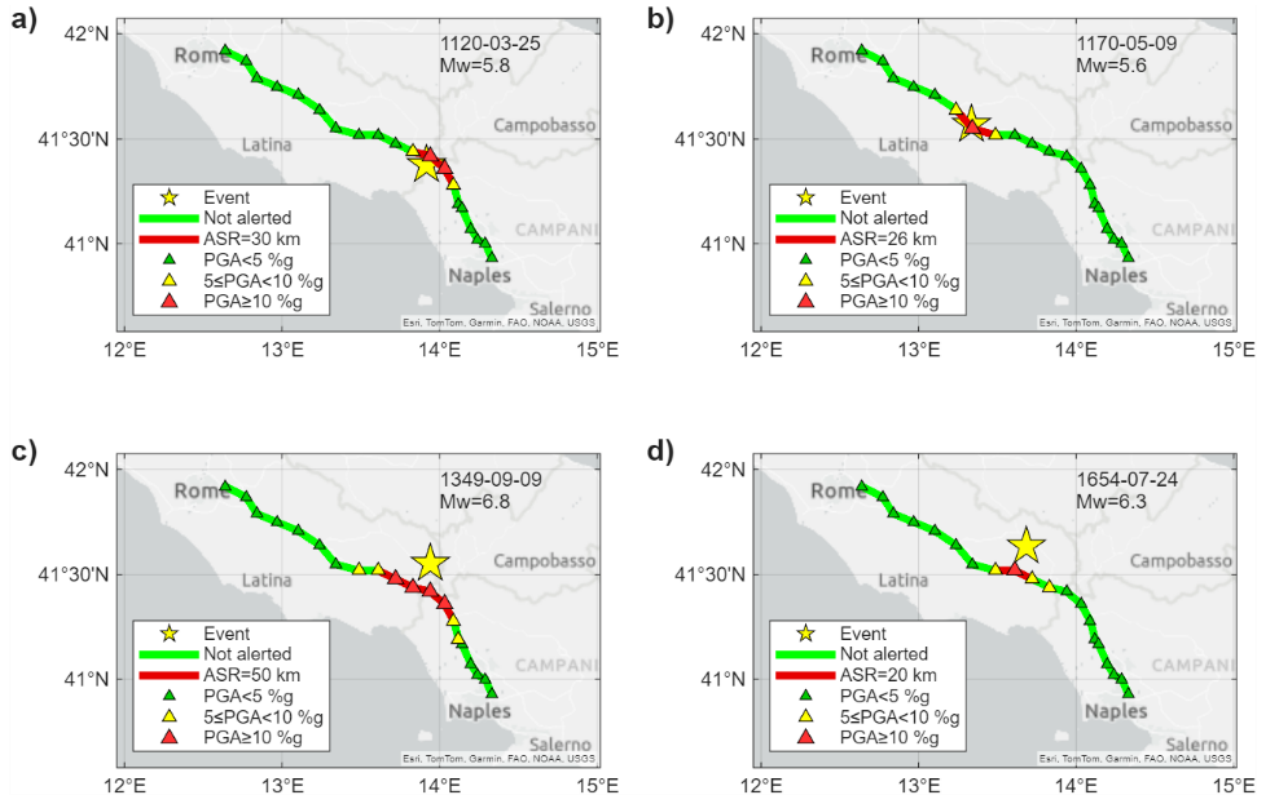 a)
42°N
41°30'N
41°N
12°E
13°E
14°E
15°E
1120-03-25
Mw=5.8
Rome
Latina
Campobasso
CAMPANI
Naples
Salerno
Event
Not alerted
ASR=30 km
PGA<5 %g
5≤PGA<10 %g
PGA≥10 %g
Esri, TomTom, Garmin, FAO, NOAA, USGS
b)
42°N
41°30'N
41°N
12°E
13°E
14°E
15°E
1170-05-09
Mw=5.6
Rome
Latina
Campobasso
CAMPANI
Naples
Salerno
Event
Not alerted
ASR=26 km
PGA<5 %g
5≤PGA<10 %g
PGA≥10 %g
Esri, TomTom, Garmin, FAO, NOAA, USGS
c)
42°N
41°30'N
41°N
12°E
13°E
14°E
15°E
1349-09-09
Mw=6.8
Rome
Latina
Campobasso
CAMPANI
Naples
Salerno
Event
Not alerted
ASR=50 km
PGA<5 %g
5≤PGA<10 %g
PGA≥10 %g
Esri, TomTom, Garmin, FAO, NOAA, USGS
d)
42°N
41°30'N
41°N
12°E
13°E
14°E
15°E
1654-07-24
Mw=6.3
Rome
Latina
Campobasso
CAMPANI
Naples
Salerno
Event
Not alerted
ASR=20 km
PGA<5 %g
5≤PGA<10 %g
PGA≥10 %g
Esri, TomTom, Garmin, FAO, NOAA, USGS